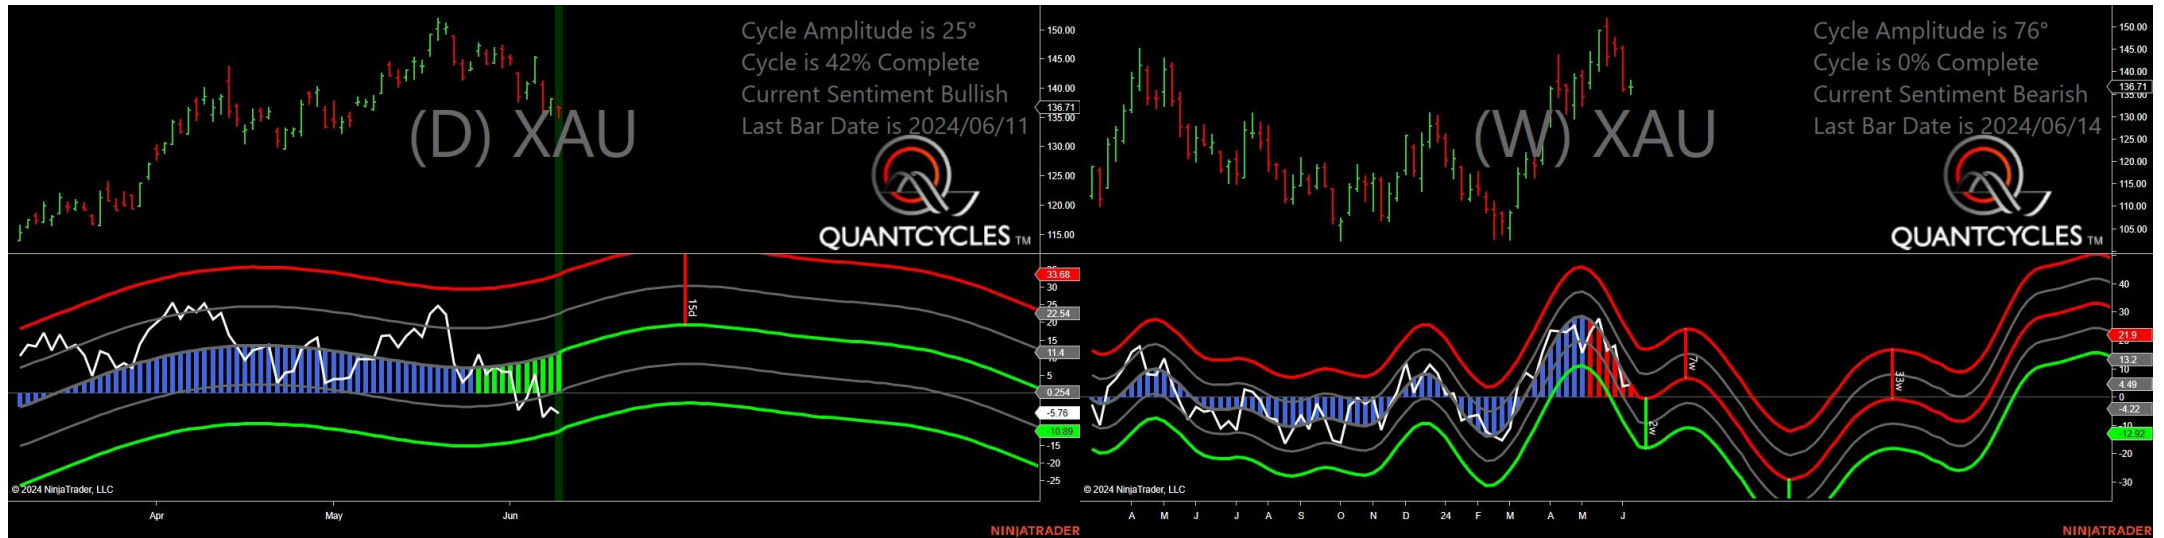 Cycle Amplitude is 25°
Cycle is 42% Complete
Current Sentiment Bullish
Last Bar Date is 2024/06/11
(D) XAU
QUANTCYCLES TM
150.00
145.00
140.00
136.71
135.00
130.00
125.00
120.00
115.00
33.68
30
25
22.54
20
15
11.4
5
0.254
-5.76
-10.89
-15
-20
-25
15d
© 2024 NinjaTrader, LLC
Apr
May
Jun
NINJATRADER
Cycle Amplitude is 76°
Cycle is 0% Complete
Current Sentiment Bearish
Last Bar Date is 2024/06/14
(W) XAU
QUANTCYCLES TM
150.00
145.00
140.00
136.71
135.00
130.00
125.00
120.00
115.00
110.00
105.00
40
30
21.9
20
13.2
10
4.49
0
-4.22
-10
-12.92
-20
-30
7w
33w
2w
© 2024 NinjaTrader, LLC
A M J J A S O N D 24 F M A M J
NINJATRADER